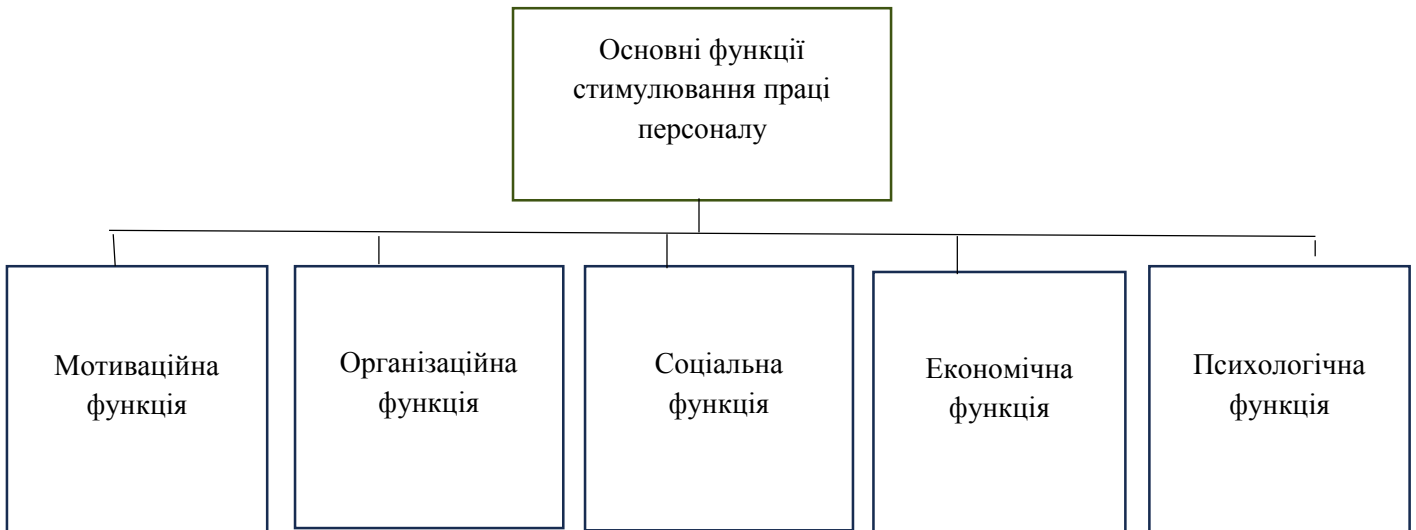 Основні функції
стимулювання праці
персоналу
Мотиваційна
функція
Організаційна
функція
Соціальна
функція
Економічна
функція
Психологічна
функція